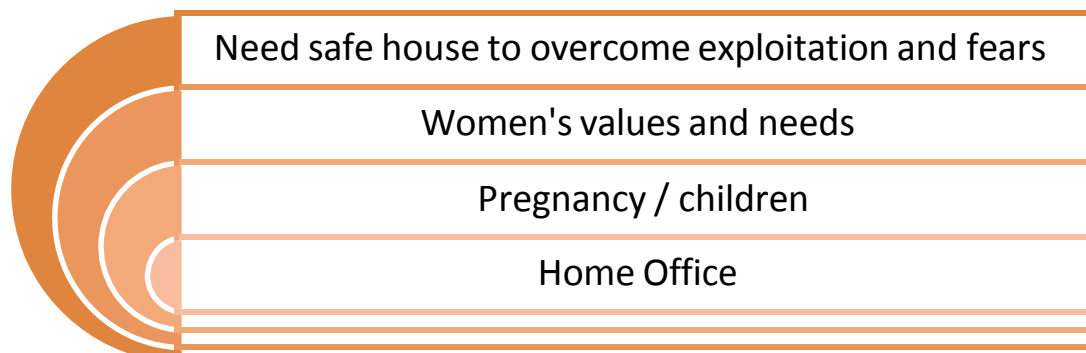 Need safe house to overcome exploitation and fears
Women's values and needs
Pregnancy / children
Home Office